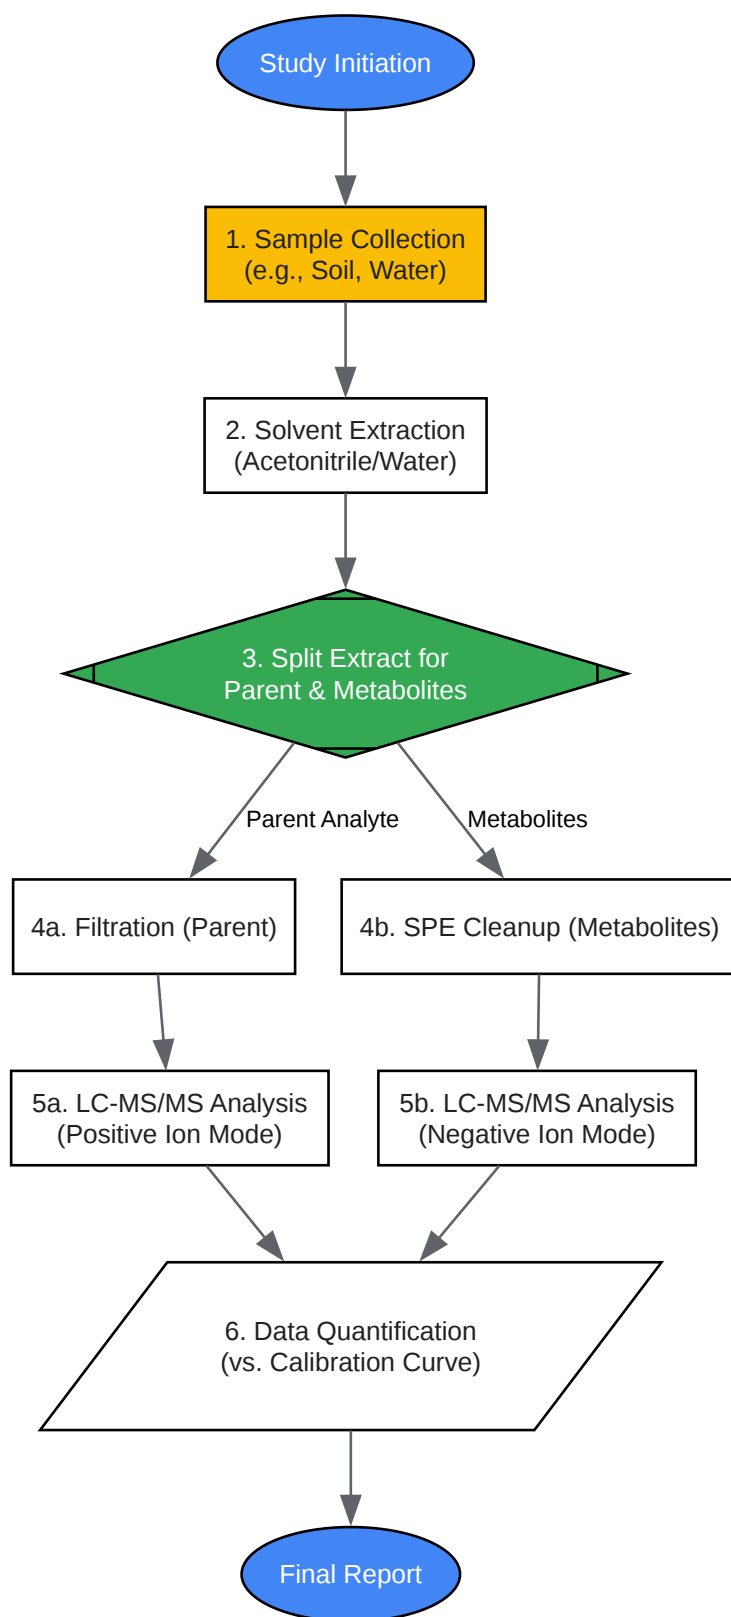 Study Initiation
1. Sample Collection
(e.g., Soil, Water)
2. Solvent Extraction
(Acetonitrile/Water)
3. Split Extract for
Parent & Metabolites
Parent Analyte
Metabolites
4a. Filtration (Parent)
4b. SPE Cleanup (Metabolites)
5a. LC-MS/MS Analysis
(Positive Ion Mode)
5b. LC-MS/MS Analysis
(Negative Ion Mode)
6. Data Quantification
(vs. Calibration Curve)
Final Report